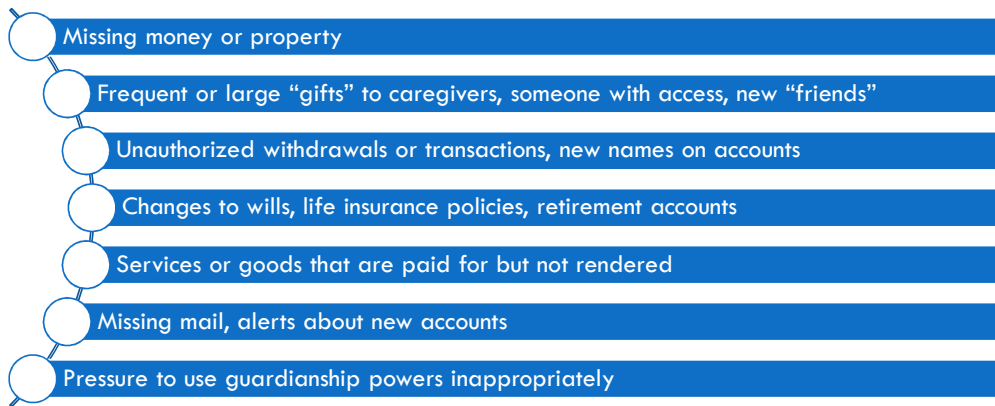 Missing money or property
Frequent or large “gifts” to caregivers, someone with access, new “friends”
Unauthorized withdrawals or transactions, new names on accounts
Changes to wills, life insurance policies, retirement accounts
Services or goods that are paid for but not rendered
Missing mail, alerts about new accounts
Pressure to use guardianship powers inappropriately